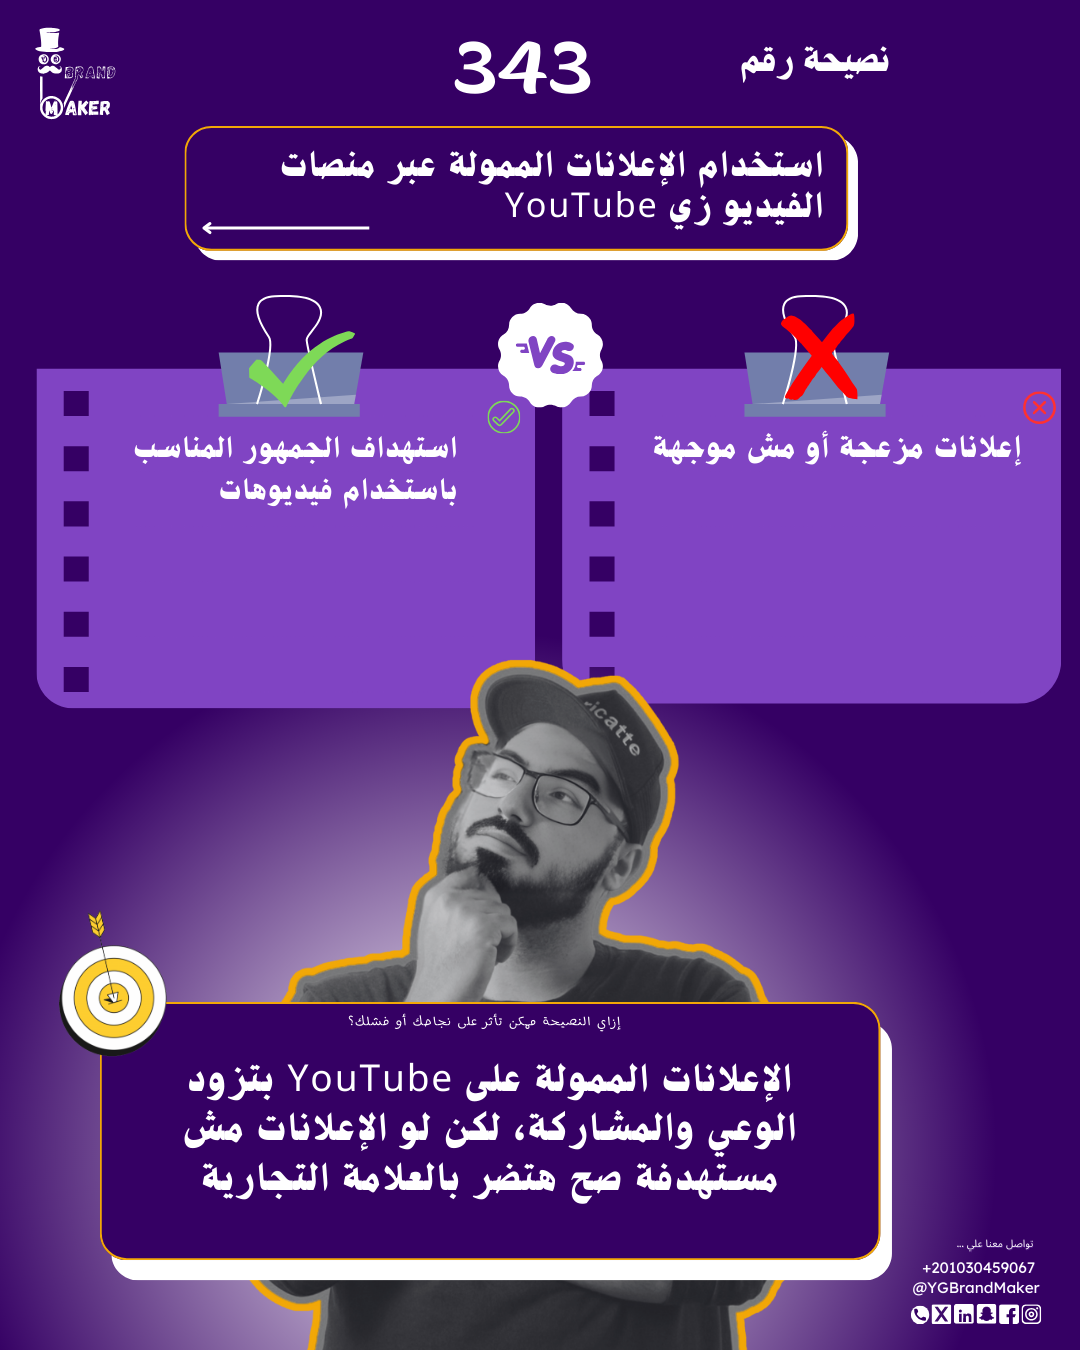 BRAND
MAKER
نصيحة رقم 343
استخدام الإعلانات الممولة عبر منصات
الفيديو زي YouTube
VS
إعلانات مزعجة أو مش موجهة
استهداف الجمهور المناسب
باستخدام فيديوهات
icatte
إزاي النصيحة ممكن تأثر على نجاحك أو فشلك؟
الإعلانات الممولة على YouTube بتزود
الوعي والمشاركة، لكن لو الإعلانات مش
مستهدفة صح هتضر بالعلامة التجارية
تواصل معنا علي ...
+201030459067
@YGBrandMaker